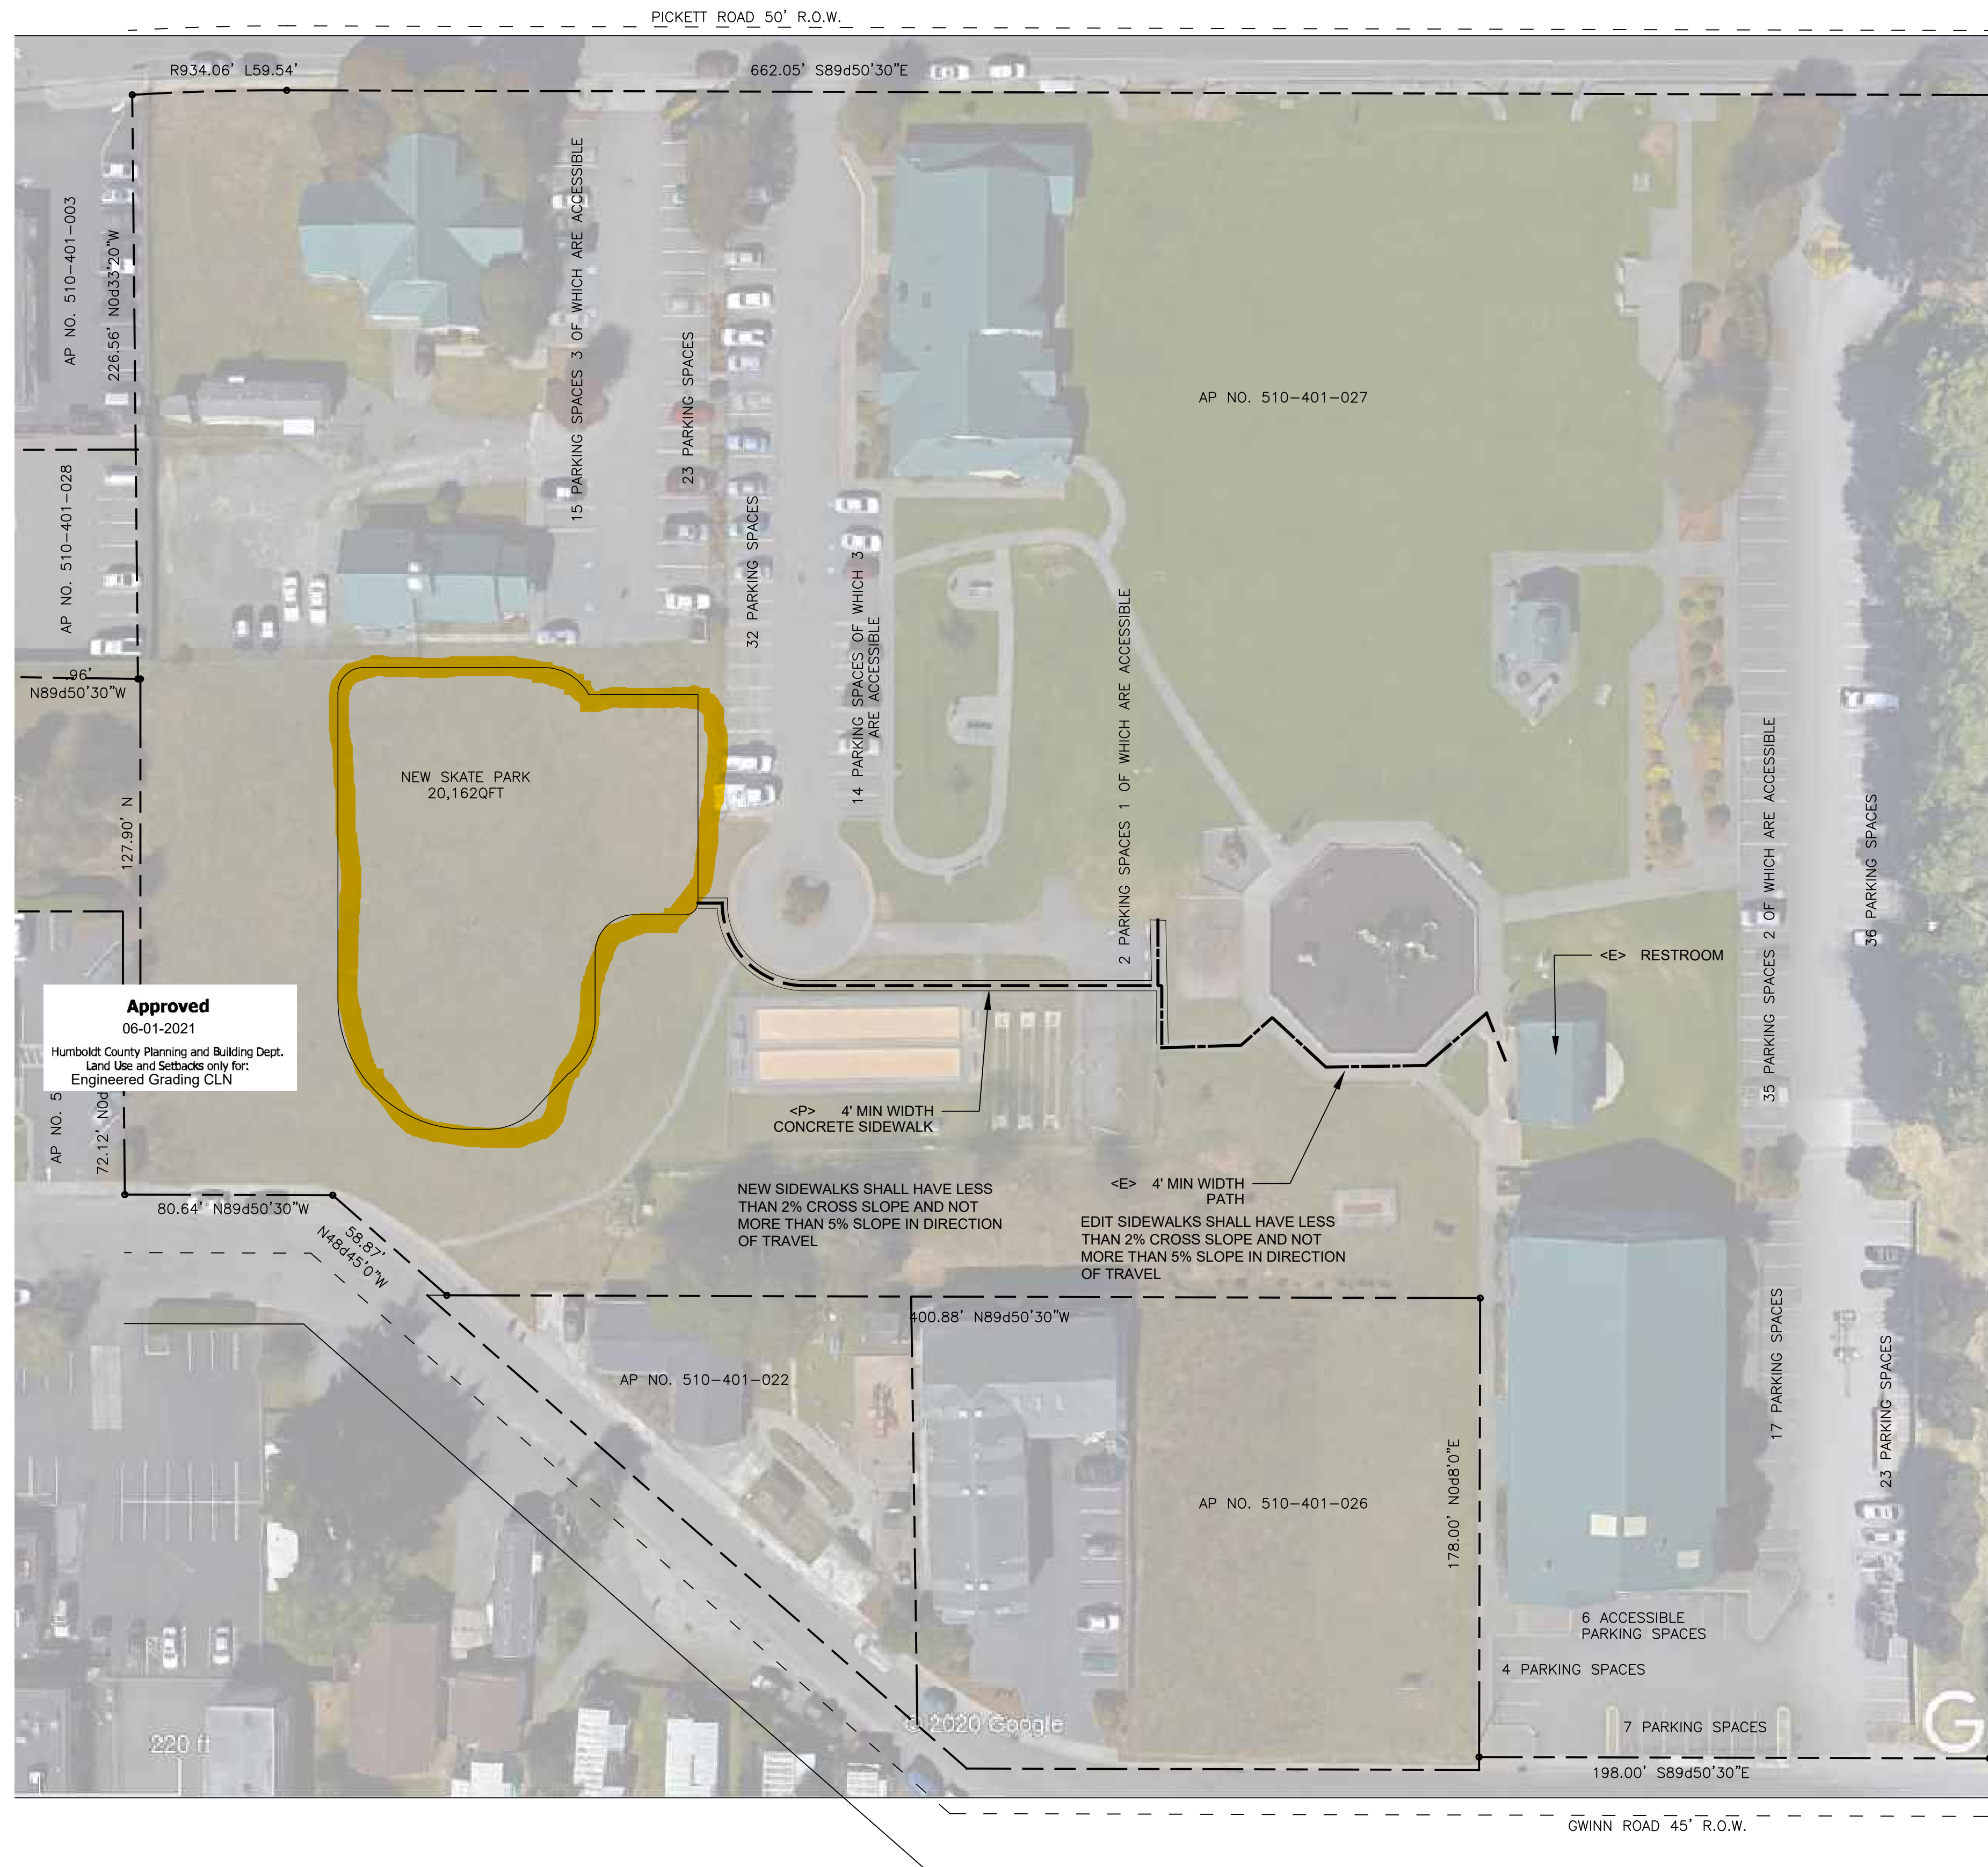 PICKETT ROAD 50' R.O.W.
R934.06' L59.54'
662.05' S89d50'30"E
AP NO. 510-401-003
226.56' N0d33'20"W
15 PARKING SPACES 3 OF WHICH ARE ACCESSIBLE
23 PARKING SPACES
32 PARKING SPACES
14 PARKING SPACES OF WHICH 3
ARE ACCESSIBLE
AP NO. 510-401-027
AP NO. 510-401-028
.96'
N89d50'30"W
127.90' N
NEW SKATE PARK
20,162QFT
2 PARKING SPACES 1 OF WHICH ARE ACCESSIBLE
35 PARKING SPACES 2 OF WHICH ARE ACCESSIBLE
36 PARKING SPACES
<E> RESTROOM
Approved
06-01-2021
Humboldt County Planning and Building Dept.
Land Use and Setbacks only for:
Engineered Grading CLN
AP NO. 5
72.12' N0d
<P> 4' MIN WIDTH
CONCRETE SIDEWALK
NEW SIDEWALKS SHALL HAVE LESS
THAN 2% CROSS SLOPE AND NOT
MORE THAN 5% SLOPE IN DIRECTION
OF TRAVEL
<E> 4' MIN WIDTH
PATH
EDIT SIDEWALKS SHALL HAVE LESS
THAN 2% CROSS SLOPE AND NOT
MORE THAN 5% SLOPE IN DIRECTION
OF TRAVEL
80.64' N89d50'30"W
58.87'
N48d45'0"W
400.88' N89d50'30"W
AP NO. 510-401-022
AP NO. 510-401-026
178.00' N0d8'0"E
17 PARKING SPACES
23 PARKING SPACES
6 ACCESSIBLE
PARKING SPACES
4 PARKING SPACES
7 PARKING SPACES
198.00' S89d50'30"E
220 ft
© 2020 Google
G
GWINN ROAD 45' R.O.W.